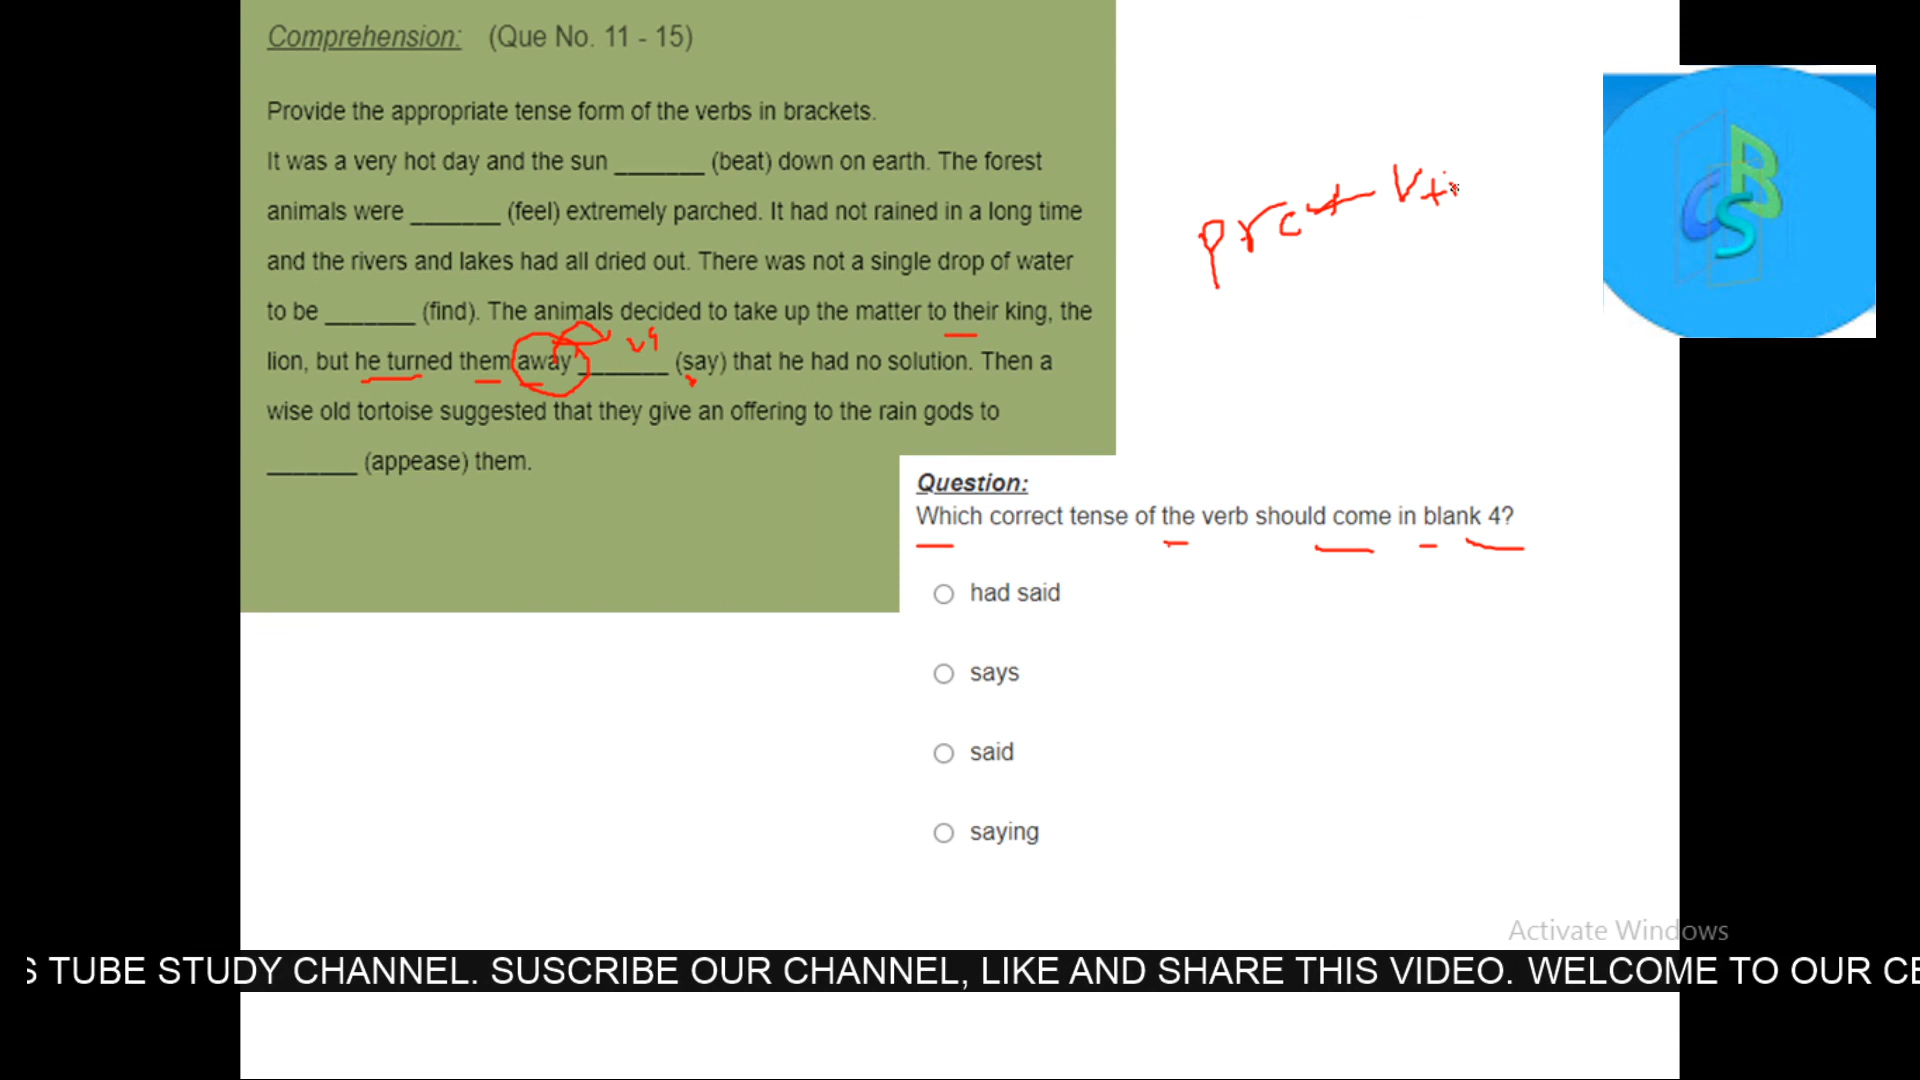 Comprehension: (Que No. 11 - 15)
Provide the appropriate tense form of the verbs in brackets.
It was a very hot day and the sun _______ (beat) down on earth. The forest
animals were _______ (feel) extremely parched. It had not rained in a long time
and the rivers and lakes had all dried out. There was not a single drop of water
to be _______ (find). The animals decided to take up the matter to their king, the
lion, but he turned them away _______ (say) that he had no solution. Then a
wise old tortoise suggested that they give an offering to the rain gods to
_______ (appease) them.
Question:
Which correct tense of the verb should come in blank 4?
had said
says
said
saying
Activate Windows
S TUBE STUDY CHANNEL. SUSCRIBE OUR CHANNEL, LIKE AND SHARE THIS VIDEO. WELCOME TO OUR CE